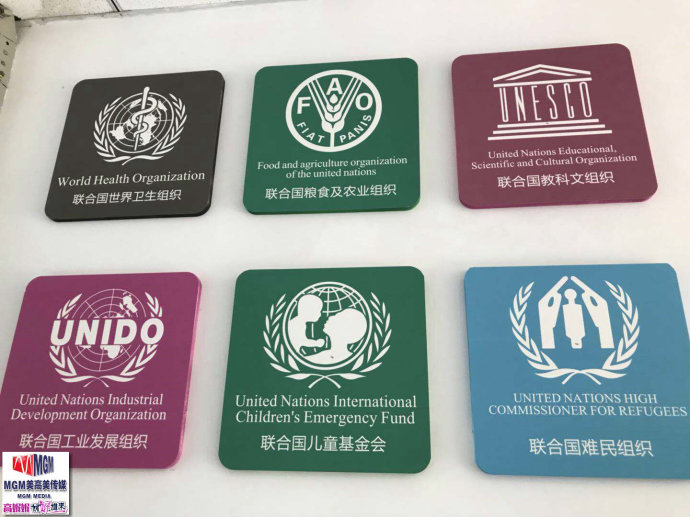 World Health Organization
联合国世界卫生组织
FAO
FIAT PANIS
Food and agriculture organization
of the united nations
联合国粮食及农业组织
UNESCO
United Nations Educational,
Scientific and Cultural Organization
联合国教科文组织
UNIDO
United Nations Industrial
Development Organization
联合国工业发展组织
United Nations International
Children's Emergency Fund
联合国儿童基金会
UNITED NATIONS HIGH
COMMISSIONER FOR REFUGEES
联合国难民组织
MGM
MGM美高美传媒
MGM MEDIA